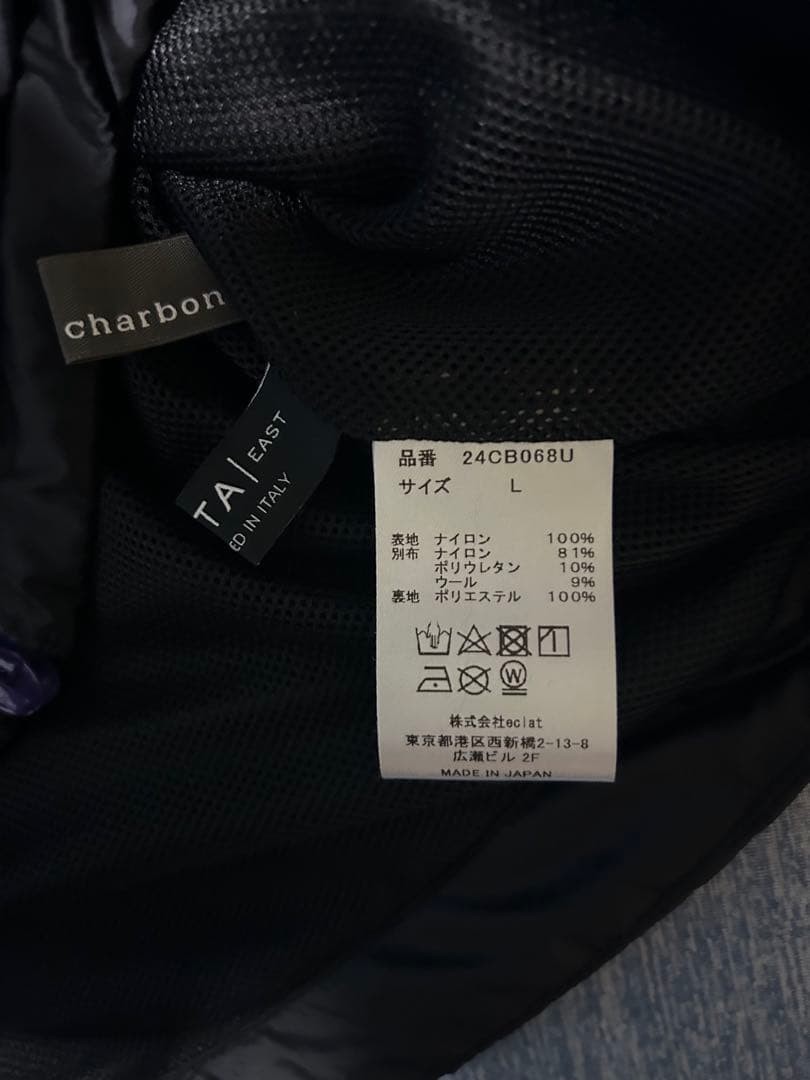 charbon
TA | EAST
ED IN ITALY
品番 24CB068U
サイズ L
表地 ナイロン 100%
別布 ナイロン 81%
ポリウレタン 10%
ウール 9%
裏地 ポリエステル 100%
W
株式会社eclat
東京都港区西新橋2-13-8
広瀬ビル 2F
MADE IN JAPAN